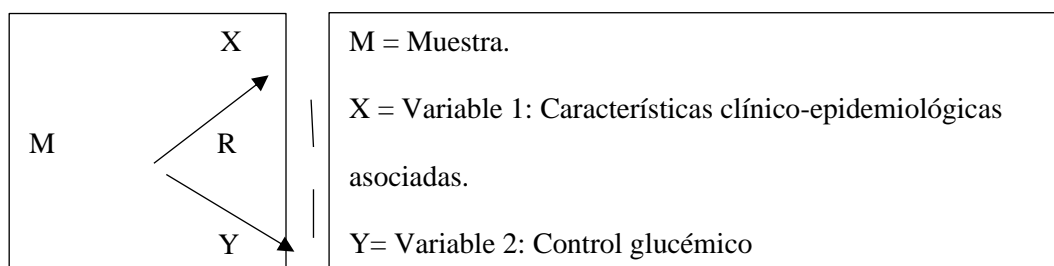 X
M
R
Y
M = Muestra.
X = Variable 1: Características clínico-epidemiológicas
asociadas.
Y= Variable 2: Control glucémico